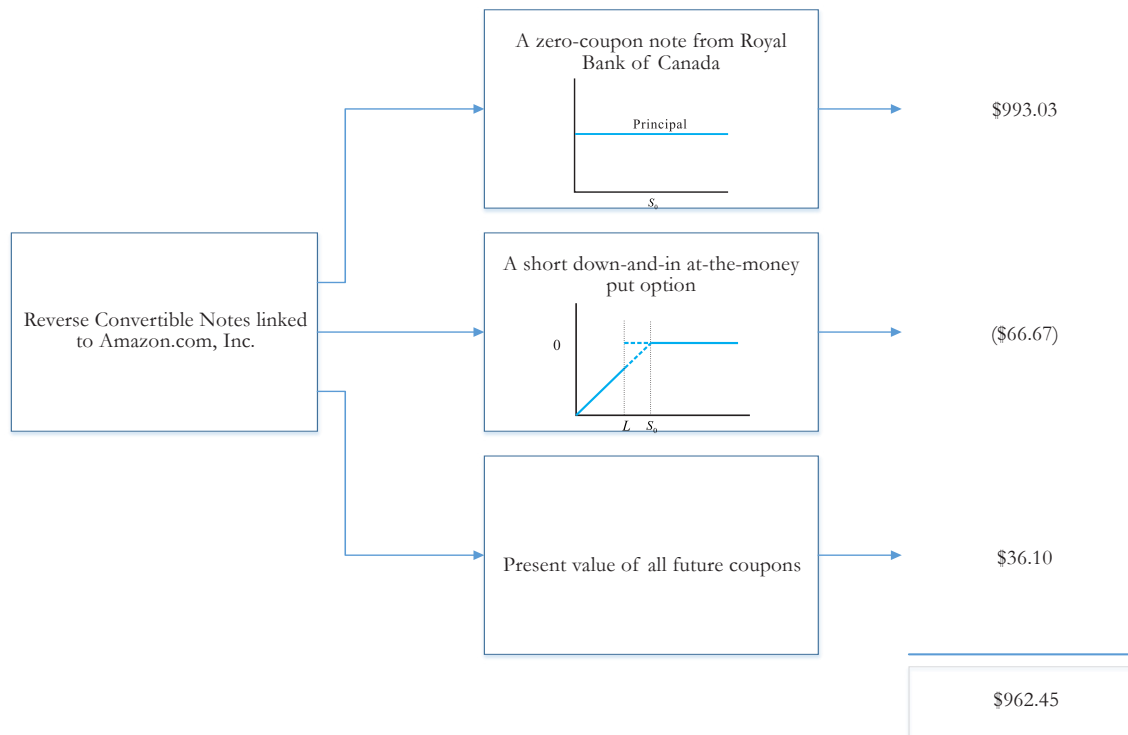 A zero-coupon note from Royal
Bank of Canada
Principal
S₀
$993.03
Reverse Convertible Notes linked
to Amazon.com, Inc.
A short down-and-in at-the-money
put option
0
L S₀
($66.67)
Present value of all future coupons
$36.10
$962.45